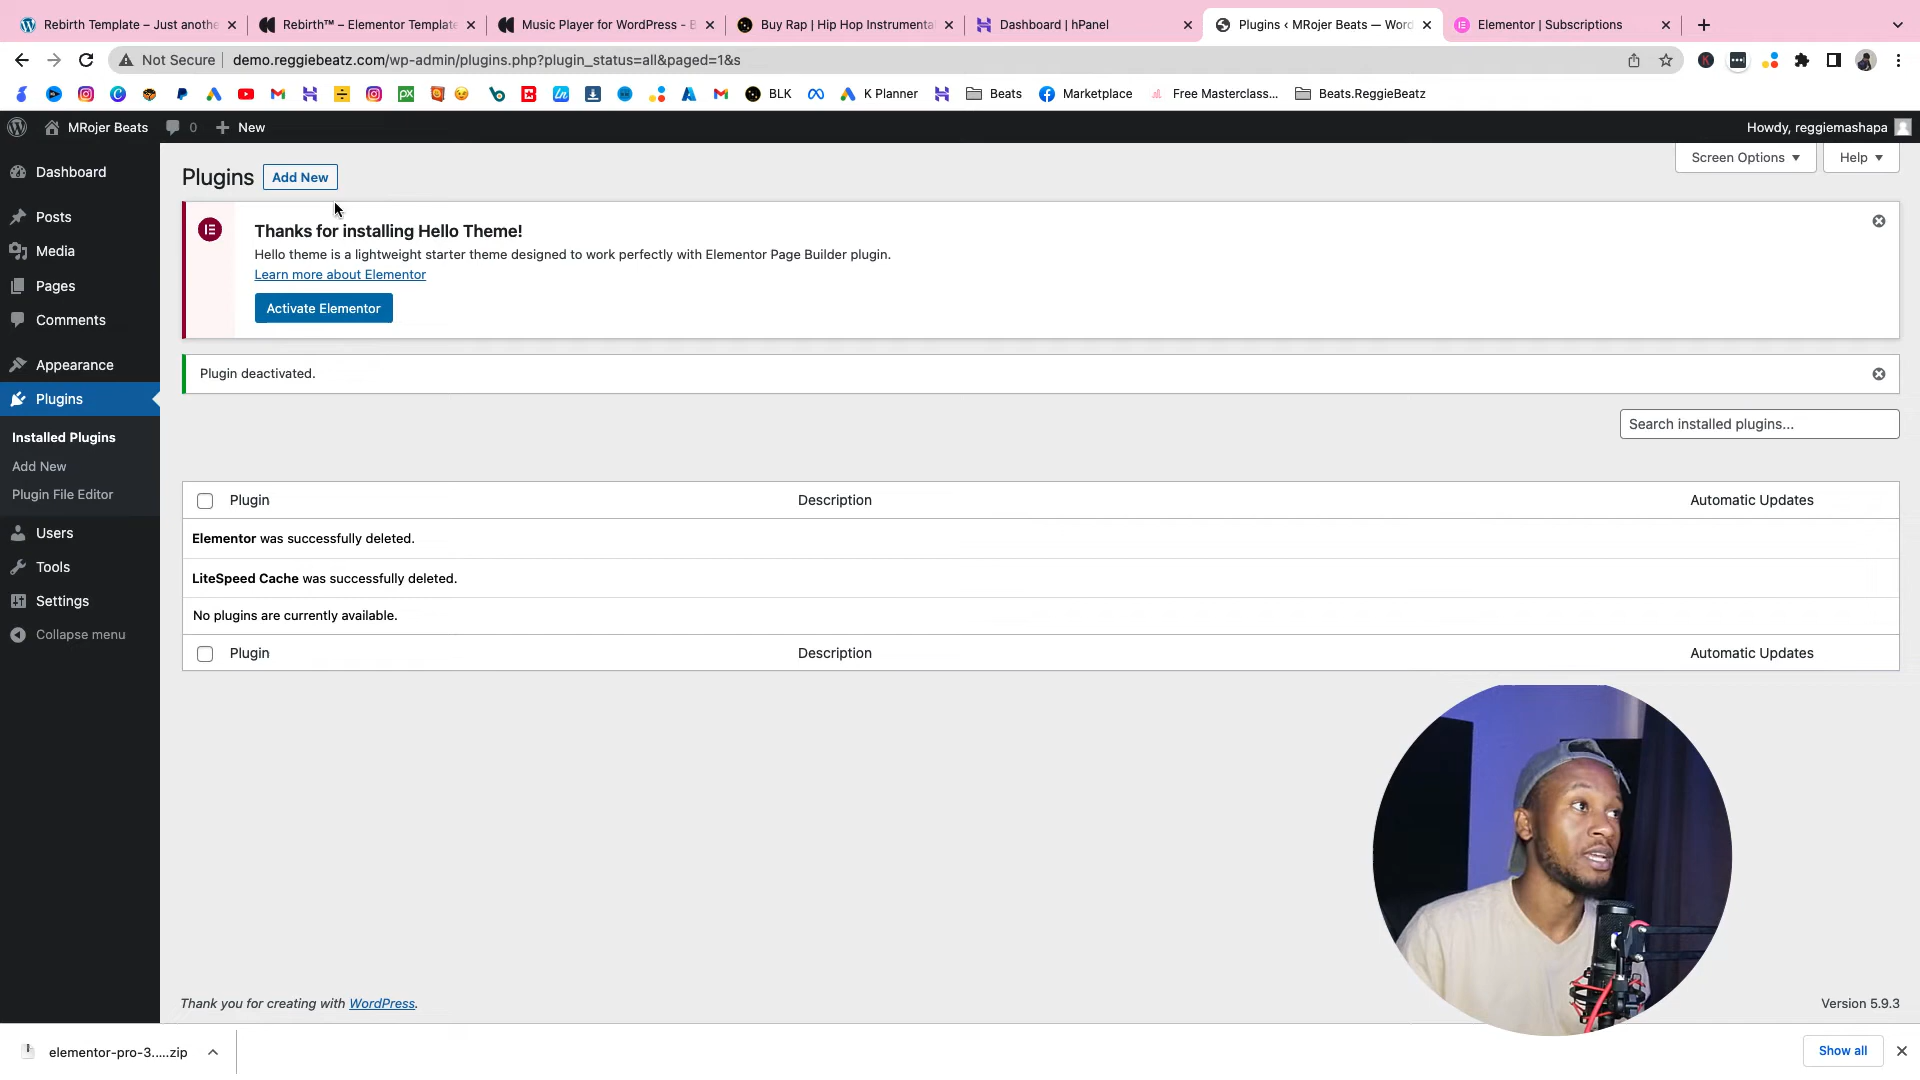 Rebirth Template – Just anothe
Rebirth™ – Elementor Template
Music Player for WordPress - B
Buy Rap | Hip Hop Instrumenta
Dashboard | hPanel
Plugins ‹ MRojer Beats — Word
Elementor | Subscriptions
Not Secure
demo.reggiebeatz.com/wp-admin/plugins.php?plugin_status=all&paged=1&s
BLK
K Planner
Beats
Marketplace
Free Masterclass...
Beats.ReggieBeatz
MRojer Beats
0
New
Howdy, reggiemashapa
Dashboard
Posts
Media
Pages
Comments
Appearance
Plugins
Installed Plugins
Add New
Plugin File Editor
Users
Tools
Settings
Collapse menu
Plugins
Add New
Screen Options
Help
Thanks for installing Hello Theme!
Hello theme is a lightweight starter theme designed to work perfectly with Elementor Page Builder plugin.
Learn more about Elementor
Activate Elementor
Plugin deactivated.
Search installed plugins...
Plugin Description Automatic Updates
Elementor was successfully deleted.
LiteSpeed Cache was successfully deleted.
No plugins are currently available.
Plugin Description Automatic Updates
Thank you for creating with WordPress.
Version 5.9.3
elementor-pro-3.....zip
Show all